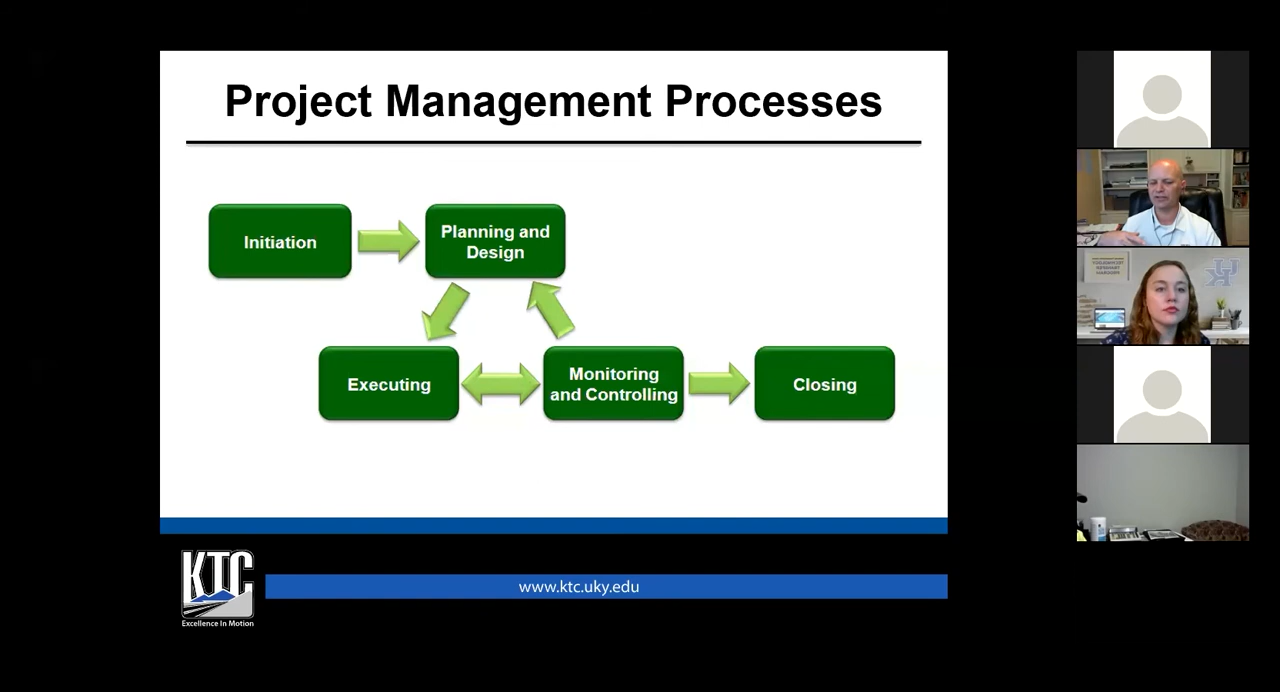 Project Management Processes
Initiation
Planning and
Design
Executing
Monitoring
and Controlling
Closing
KTC
Excellence In Motion
www.ktc.uky.edu
UK